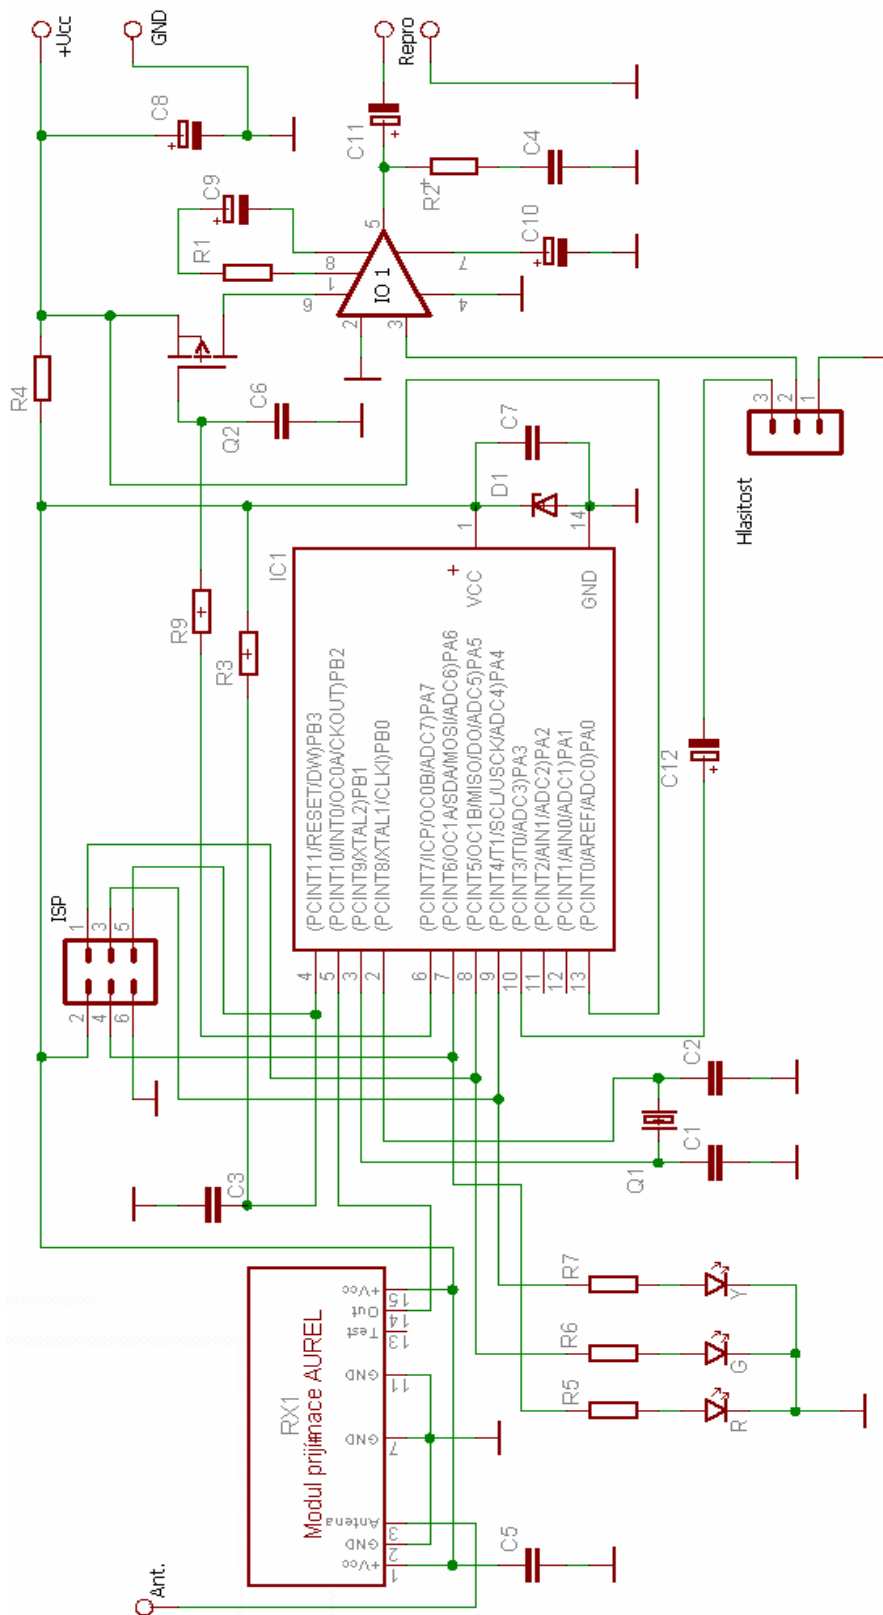 +Ucc
GND
Repro
C8
C11
C4
R2
C9
R1
C10
5
8
1
6
7
4
IO 1
2
3
R4
Q2
C6
C7
D1
1
14
3
2
1
Hlasitost
IC1
+
VCC
GND
R9
R3
(PCINT11/RESET/DW)PB3
(PCINT10/INT0/OC0A/CKOUT)PB2
(PCINT9/XTAL2)PB1
(PCINT8/XTAL1/CLKI)PB0
(PCINT7/ICP/OC0B/ADC7)PA7
(PCINT6/OC1A/SDA/MOSI/ADC6)PA6
(PCINT5/OC1B/MISO/DO/ADC5)PA5
(PCINT4/T1/SCL/USCK/ADC4)PA4
(PCINT3/T0/ADC3)PA3
(PCINT2/AIN1/ADC2)PA2
(PCINT1/AIN0/ADC1)PA1
(PCINT0/AREF/ADC0)PA0
4
5
3
2
6
7
8
9
10
11
12
13
C12
ISP
1
3
5
2
4
6
C3
C2
C1
Q1
R7
R6
R5
Y
G
R
RX1
Modul prijímace AUREL
+Vcc
15
Out
14
Test
13
GND
11
GND
7
Antena
3
GND
2
+Vcc
1
C5
Ant.